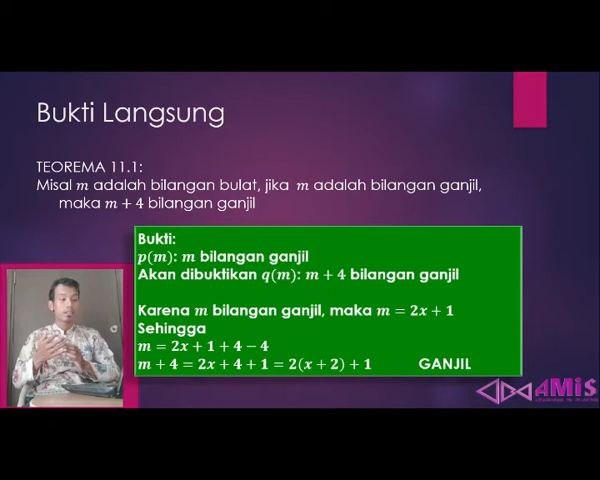 Bukti Langsung
TEOREMA 11.1:
Misal m adalah bilangan bulat, jika m adalah bilangan ganjil,
maka m + 4 bilangan ganjil
Bukti:
p(m): m bilangan ganjil
Akan dibuktikan q(m): m + 4 bilangan ganjil
Karena m bilangan ganjil, maka m = 2x + 1
Sehingga
m = 2x + 1 + 4 − 4
m + 4 = 2x + 4 + 1 = 2(x + 2) + 1 GANJIL
AMiS